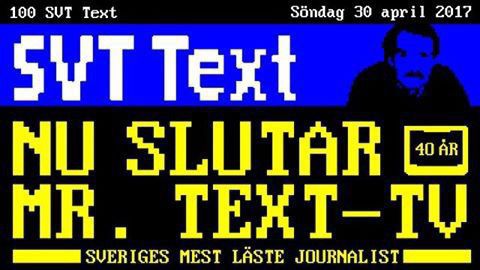 100 SVT Text Söndag 30 april 2017
SVT Text
NU SLUTAR
40 ÅR
MR. TEXT-TV
SVERIGES MEST LÄSTE JOURNALIST